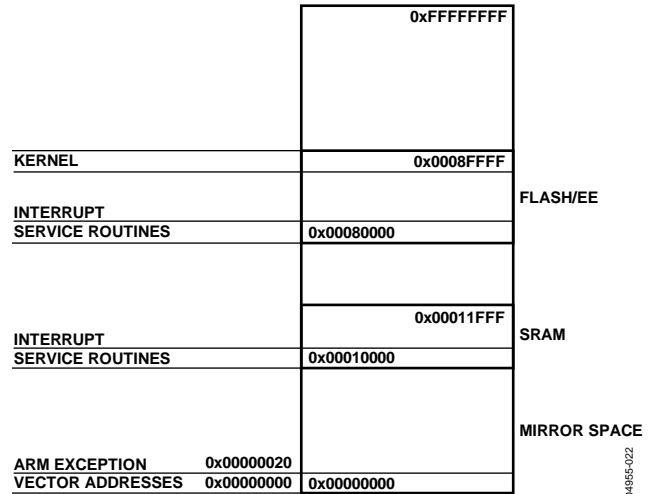 0xFFFFFFFF
KERNEL 0x0008FFFF
FLASH/EE
INTERRUPT
SERVICE ROUTINES 0x00080000
0x00011FFF
SRAM
INTERRUPT
SERVICE ROUTINES 0x00010000
MIRROR SPACE
ARM EXCEPTION 0x00000020
VECTOR ADDRESSES 0x00000000 0x00000000
04955-022